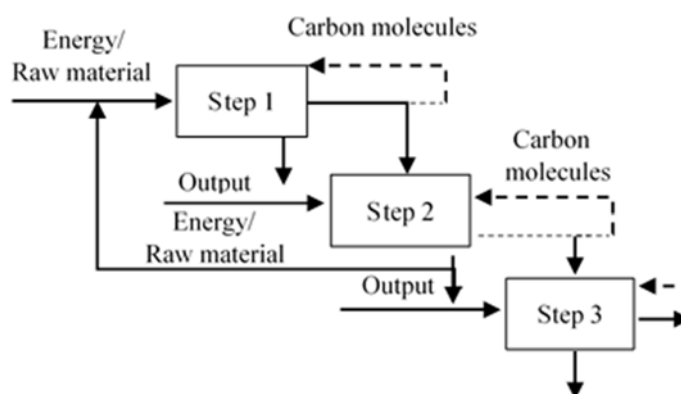 Carbon molecules
Energy/
Raw material
Step 1
Carbon
molecules
Output
Step 2
Energy/
Raw material
Output
Step 3